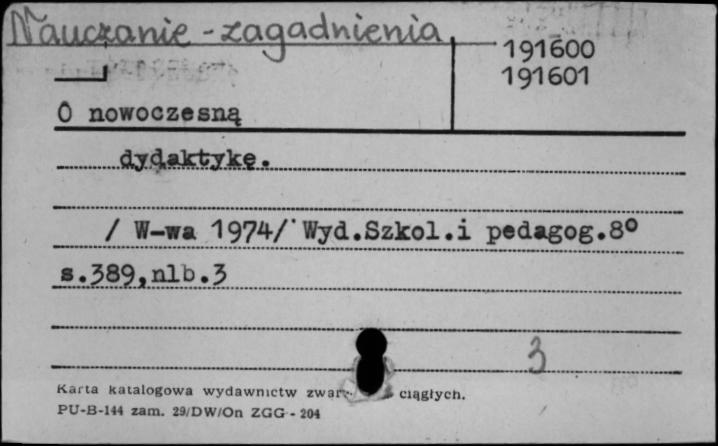 Nauczanie - zagadnienia
191600
191601
O nowoczesną
dydaktykę.
/ W-wa 1974/ Wyd.Szkol.i pedagog.8°
s.389,nlb.3
3
Karta katalogowa wydawnictw zwar ciągłych.
PU-B-144 zam. 29/DW/On ZGG - 204